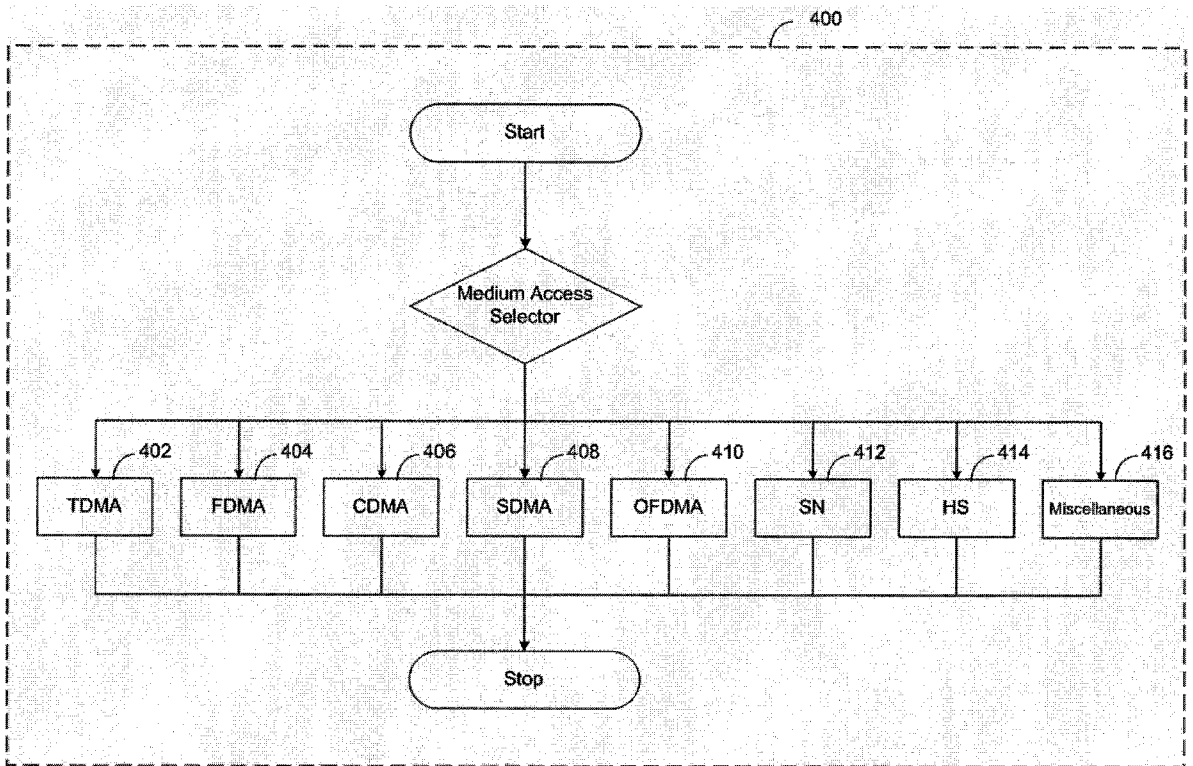 400
Start
Medium Access
Selector
402
404
406
408
410
412
414
416
TDMA
FDMA
CDMA
SDMA
OFDMA
SN
HS
Miscellaneous
Stop